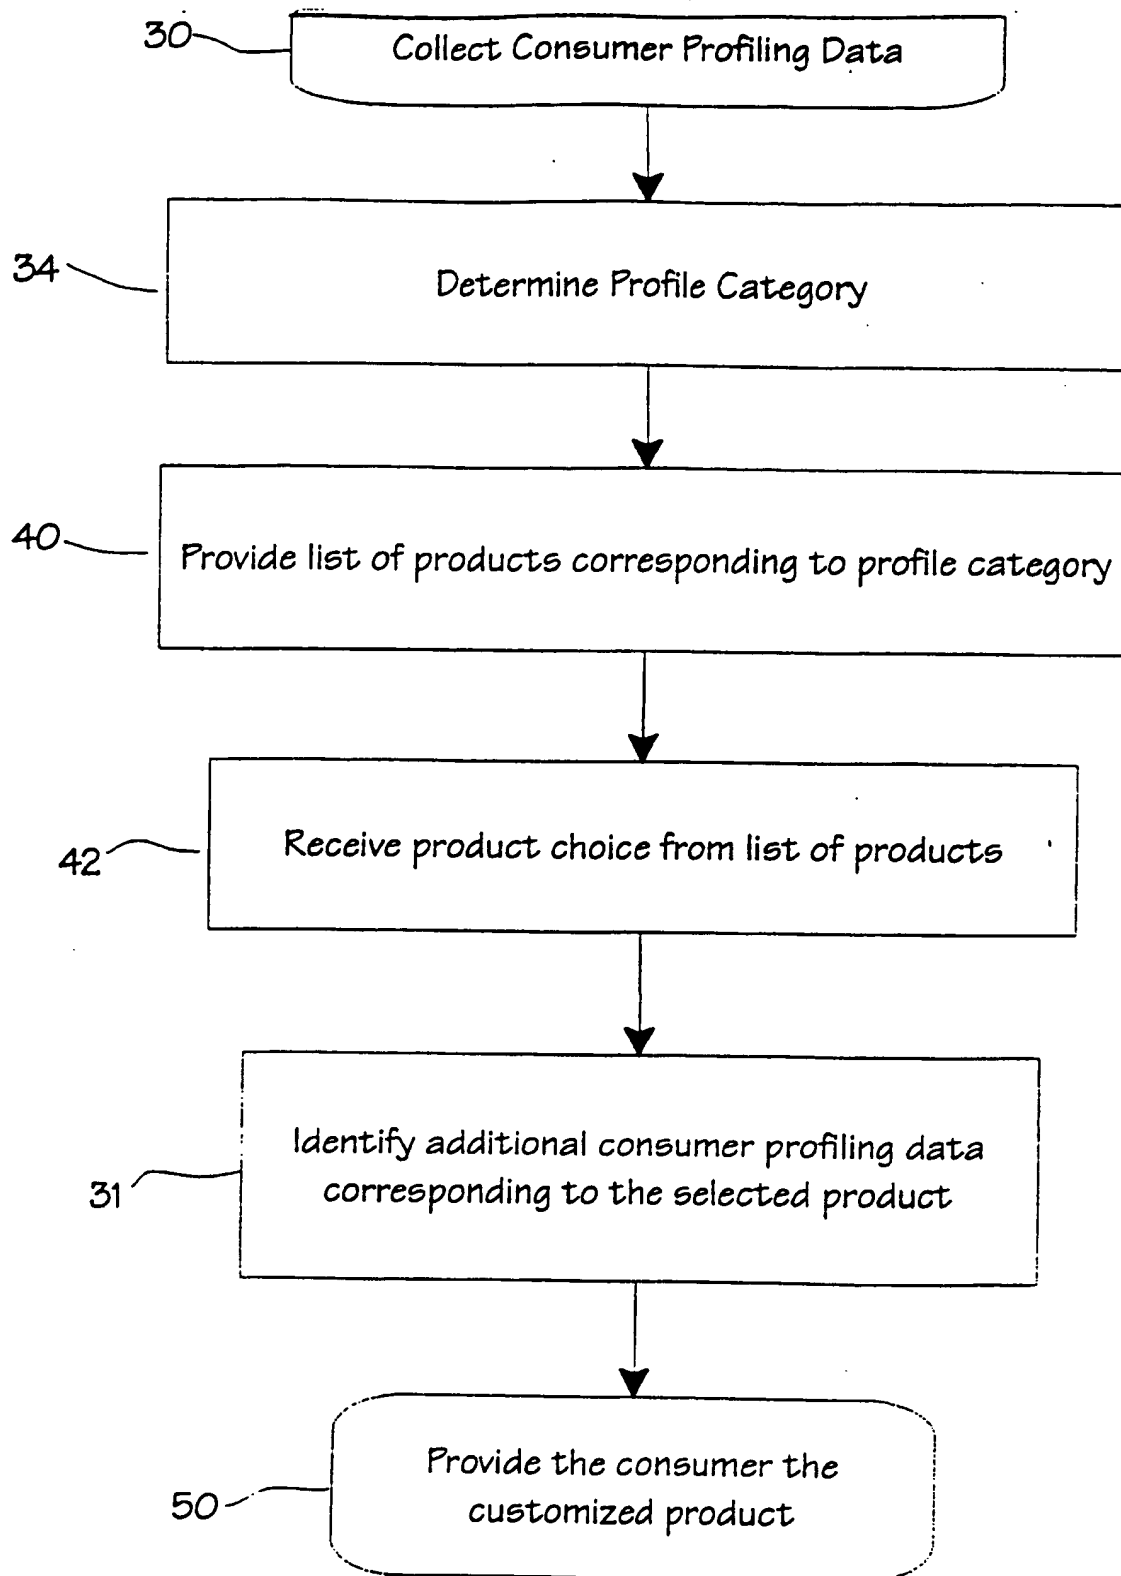 30
Collect Consumer Profiling Data
34
Determine Profile Category
40
Provide list of products corresponding to profile category
42
Receive product choice from list of products
31
Identify additional consumer profiling data
corresponding to the selected product
50
Provide the consumer the
customized product